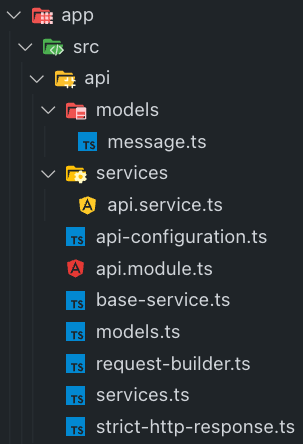 app
src
api
models
TS message.ts
services
api.service.ts
TS api-configuration.ts
api.module.ts
TS base-service.ts
TS models.ts
TS request-builder.ts
TS services.ts
TS strict-http-response.ts